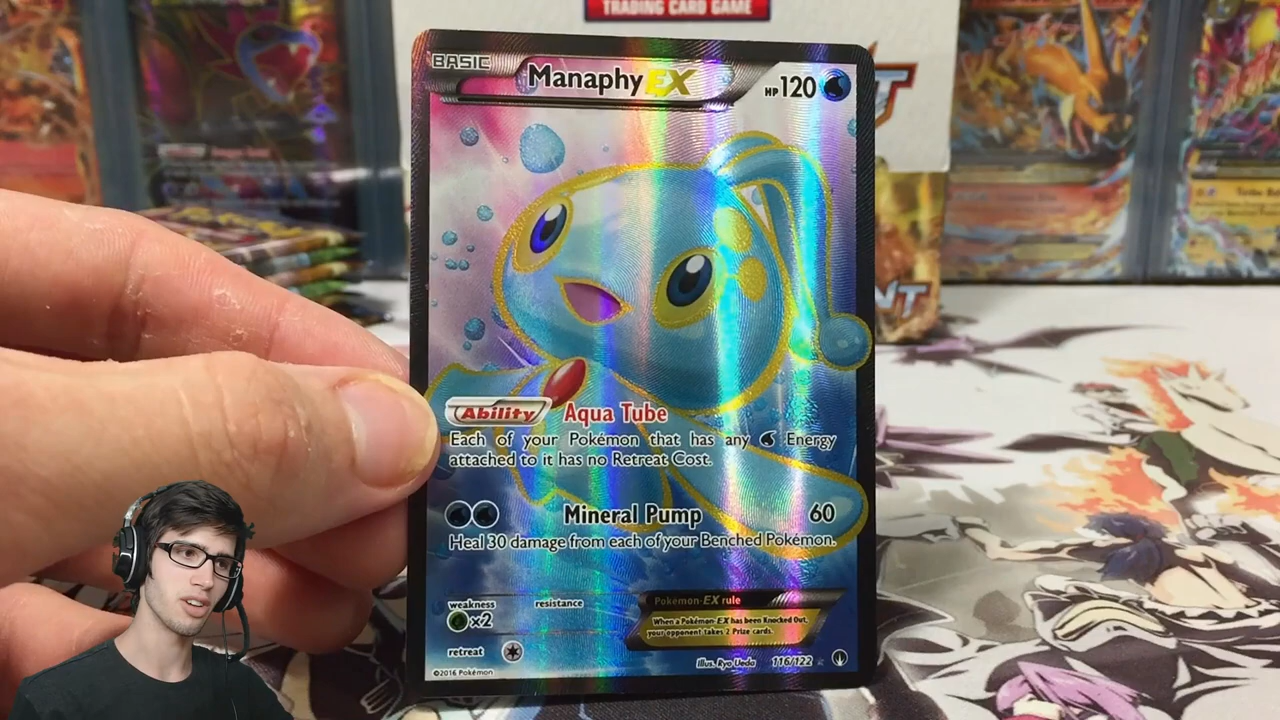 TRADING CARD GAME
BASIC
Manaphy EX
HP 120
Ability Aqua Tube
Each of your Pokémon that has any Energy
attached to it has no Retreat Cost.
Mineral Pump 60
Heal 30 damage from each of your Benched Pokémon.
weakness resistance
x2
retreat
Pokémon-EX rule
When a Pokémon-EX has been Knocked Out,
your opponent takes 2 Prize cards.
Illus. Ryo Ueda 116/122
©2016 Pokémon
NT